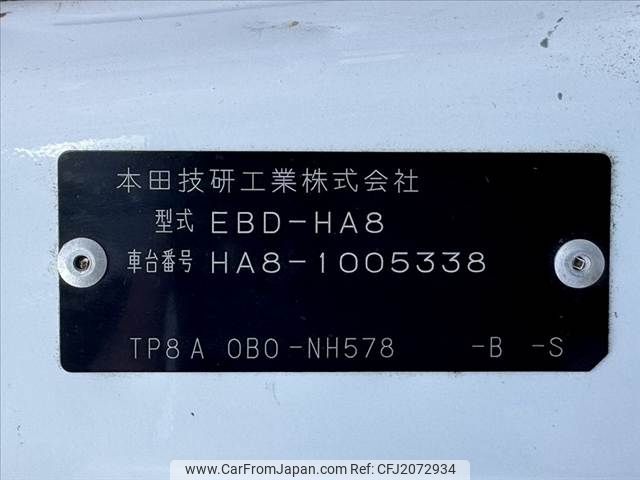 本田技研工業株式会社
型式 EBD-HA8
車台番号 HA8-1005338
TP8A 0B0-NH578 -B -S
www.CarFromJapan.com CFJ2072934